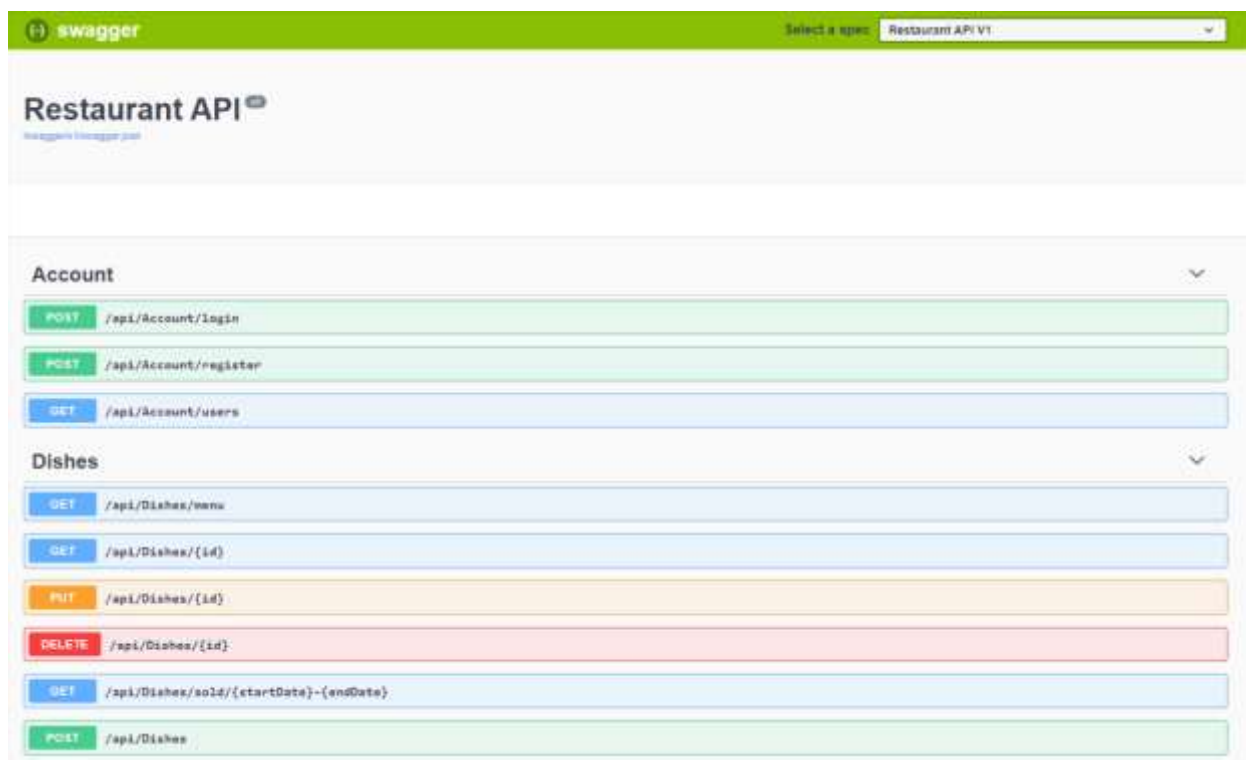 swagger
Select a spec Restaurant API V1
Restaurant API
Account
POST /api/Account/login
POST /api/Account/register
GET /api/Account/users
Dishes
GET /api/Dishes/menu
GET /api/Dishes/{id}
PUT /api/Dishes/{id}
DELETE /api/Dishes/{id}
GET /api/Dishes/sold/{startDate}-{endDate}
POST /api/Dishes